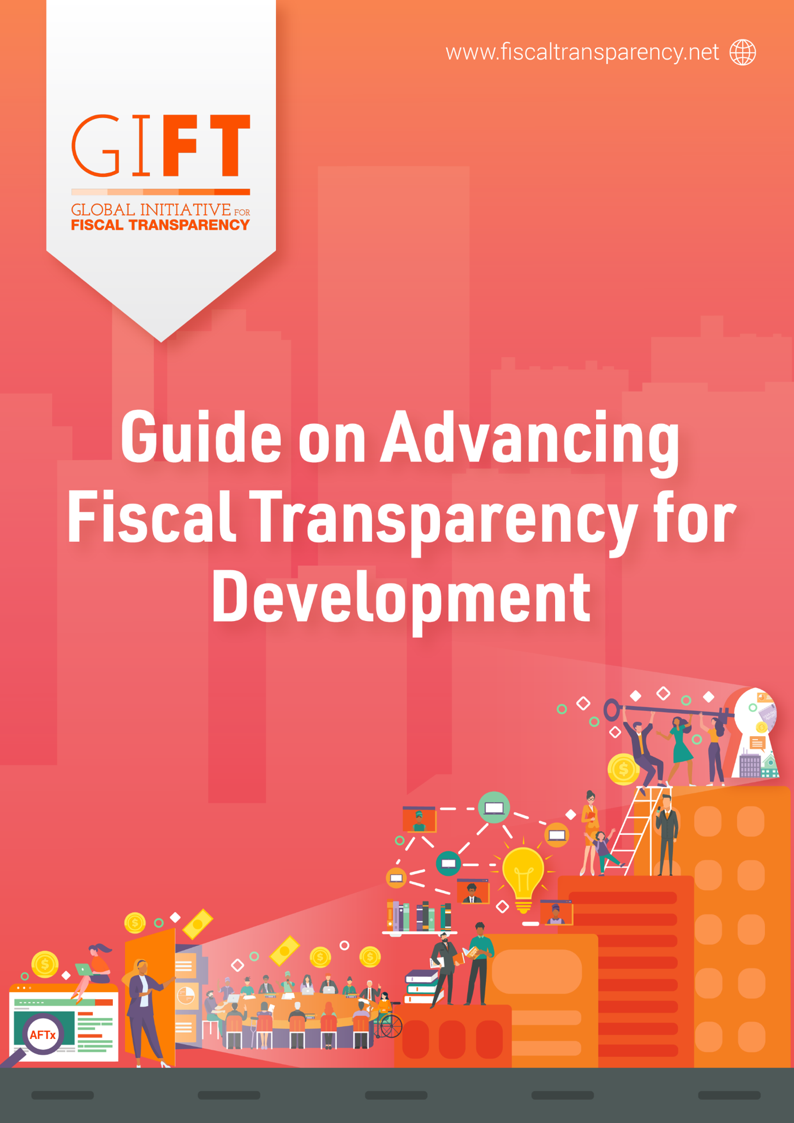 www.fiscaltransparency.net
GIFT
GLOBAL INITIATIVE FOR
FISCAL TRANSPARENCY
Guide on Advancing
Fiscal Transparency for
Development
AFTx